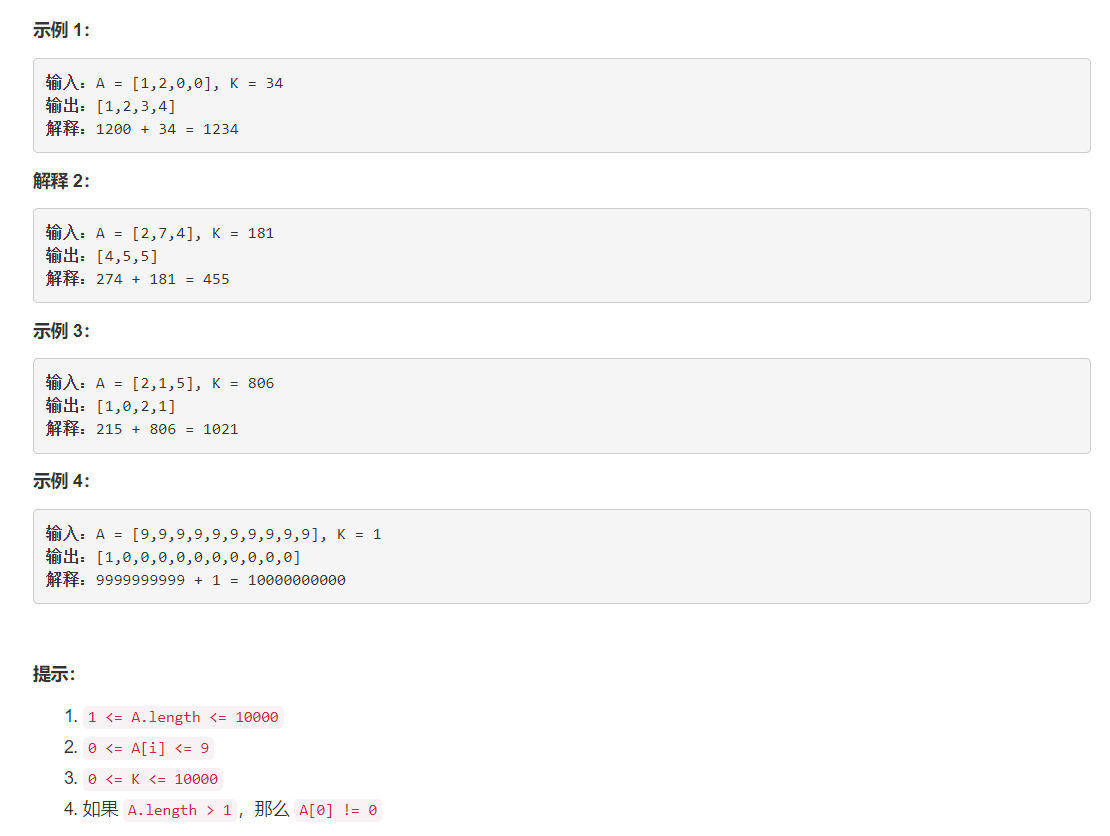 示例 1：
输入：A = [1,2,0,0], K = 34
输出：[1,2,3,4]
解释：1200 + 34 = 1234
解释 2：
输入：A = [2,7,4], K = 181
输出：[4,5,5]
解释：274 + 181 = 455
示例 3：
输入：A = [2,1,5], K = 806
输出：[1,0,2,1]
解释：215 + 806 = 1021
示例 4：
输入：A = [9,9,9,9,9,9,9,9,9,9], K = 1
输出：[1,0,0,0,0,0,0,0,0,0,0]
解释：9999999999 + 1 = 10000000000
提示：
1. 1 <= A.length <= 10000
2. 0 <= A[i] <= 9
3. 0 <= K <= 10000
4. 如果 A.length > 1，那么 A[0] != 0